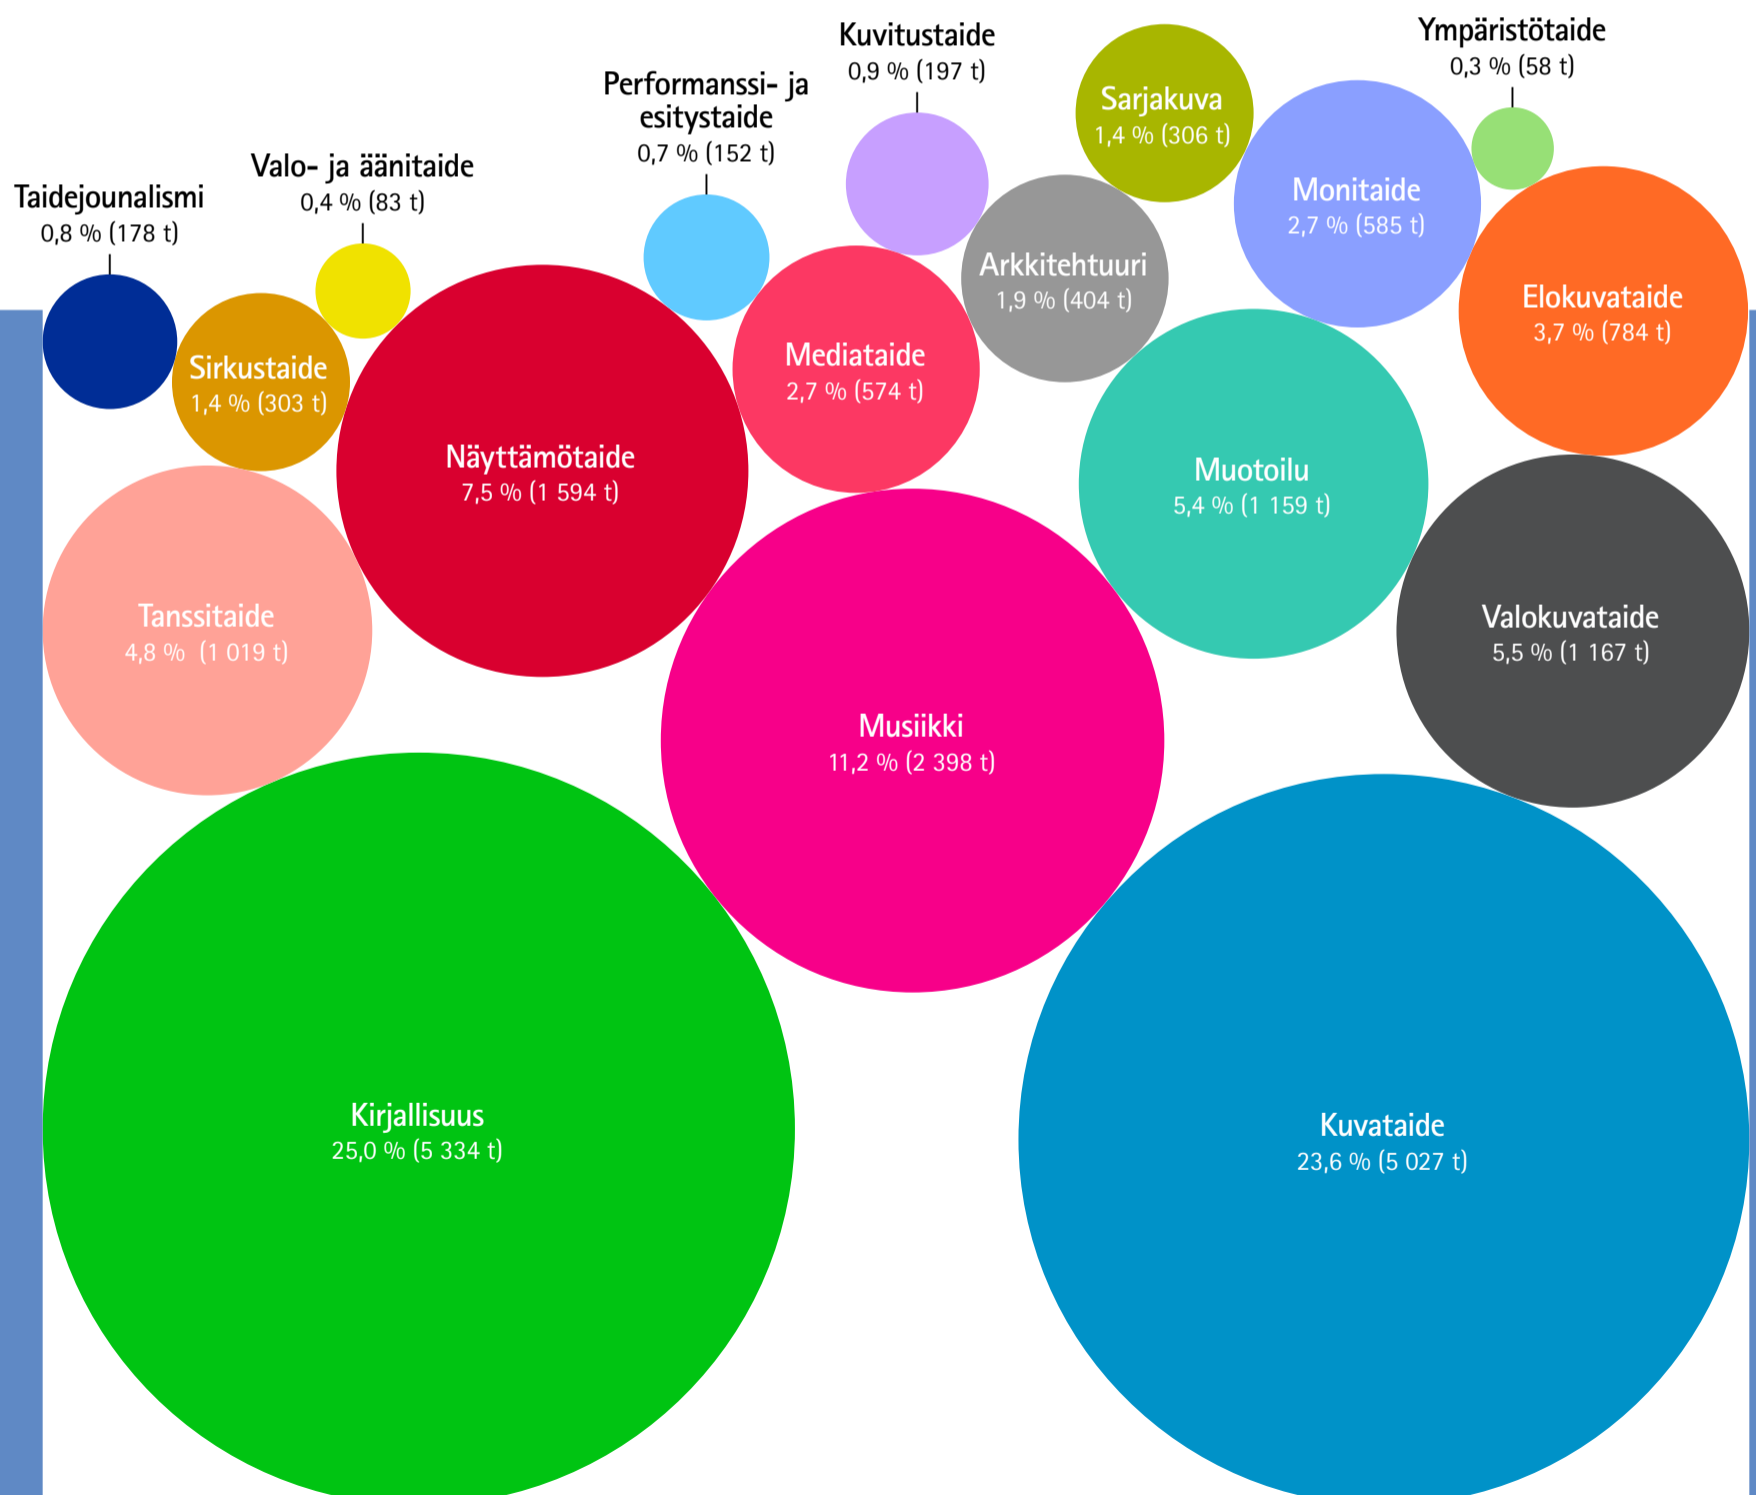 Kuvitustaide
0,9 % (197 t)
Ympäristötaide
0,3 % (58 t)
Performanssi- ja
esitystaide
0,7 % (152 t)
Sarjakuva
1,4 % (306 t)
Valo- ja äänitaide
0,4 % (83 t)
Taidejounalismi
0,8 % (178 t)
Monitaide
2,7 % (585 t)
Arkkitehtuuri
1,9 % (404 t)
Elokuvataide
3,7 % (784 t)
Mediataide
2,7 % (574 t)
Sirkustaide
1,4 % (303 t)
Näyttämötaide
7,5 % (1 594 t)
Muotoilu
5,4 % (1 159 t)
Tanssitaide
4,8 % (1 019 t)
Valokuvataide
5,5 % (1 167 t)
Musiikki
11,2 % (2 398 t)
Kirjallisuus
25,0 % (5 334 t)
Kuvataide
23,6 % (5 027 t)